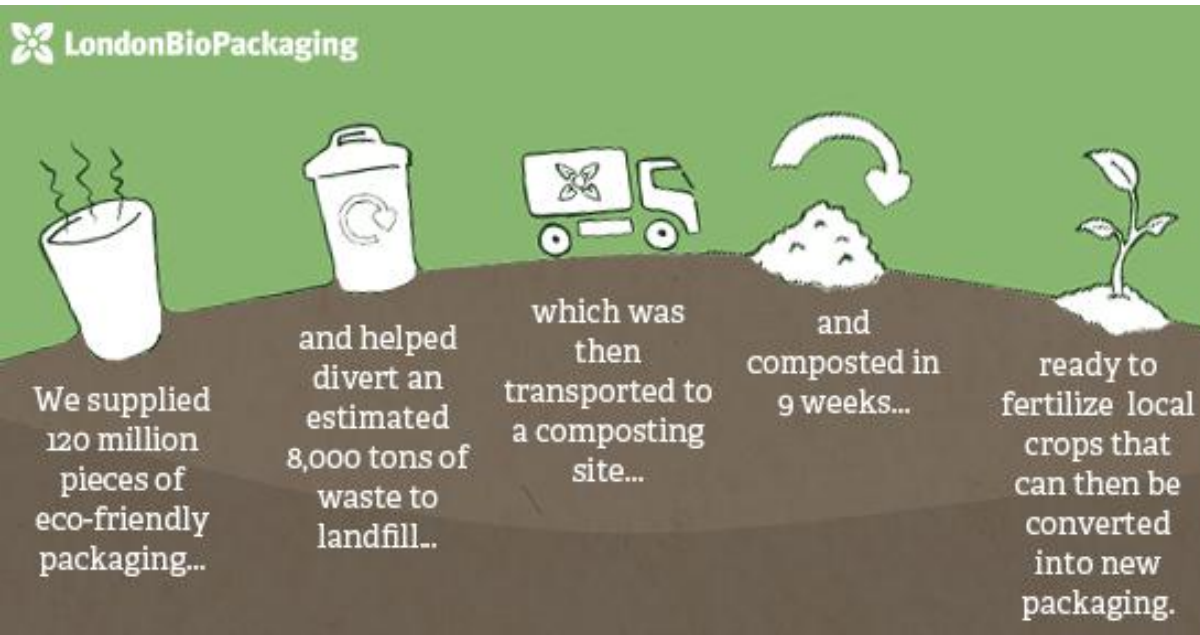 LondonBioPackaging
We supplied
120 million
pieces of
eco-friendly
packaging...
and helped
divert an
estimated
8,000 tons of
waste to
landfill...
which was
then
transported to
a composting
site...
and
composted in
9 weeks...
ready to
fertilize local
crops that
can then be
converted
into new
packaging.